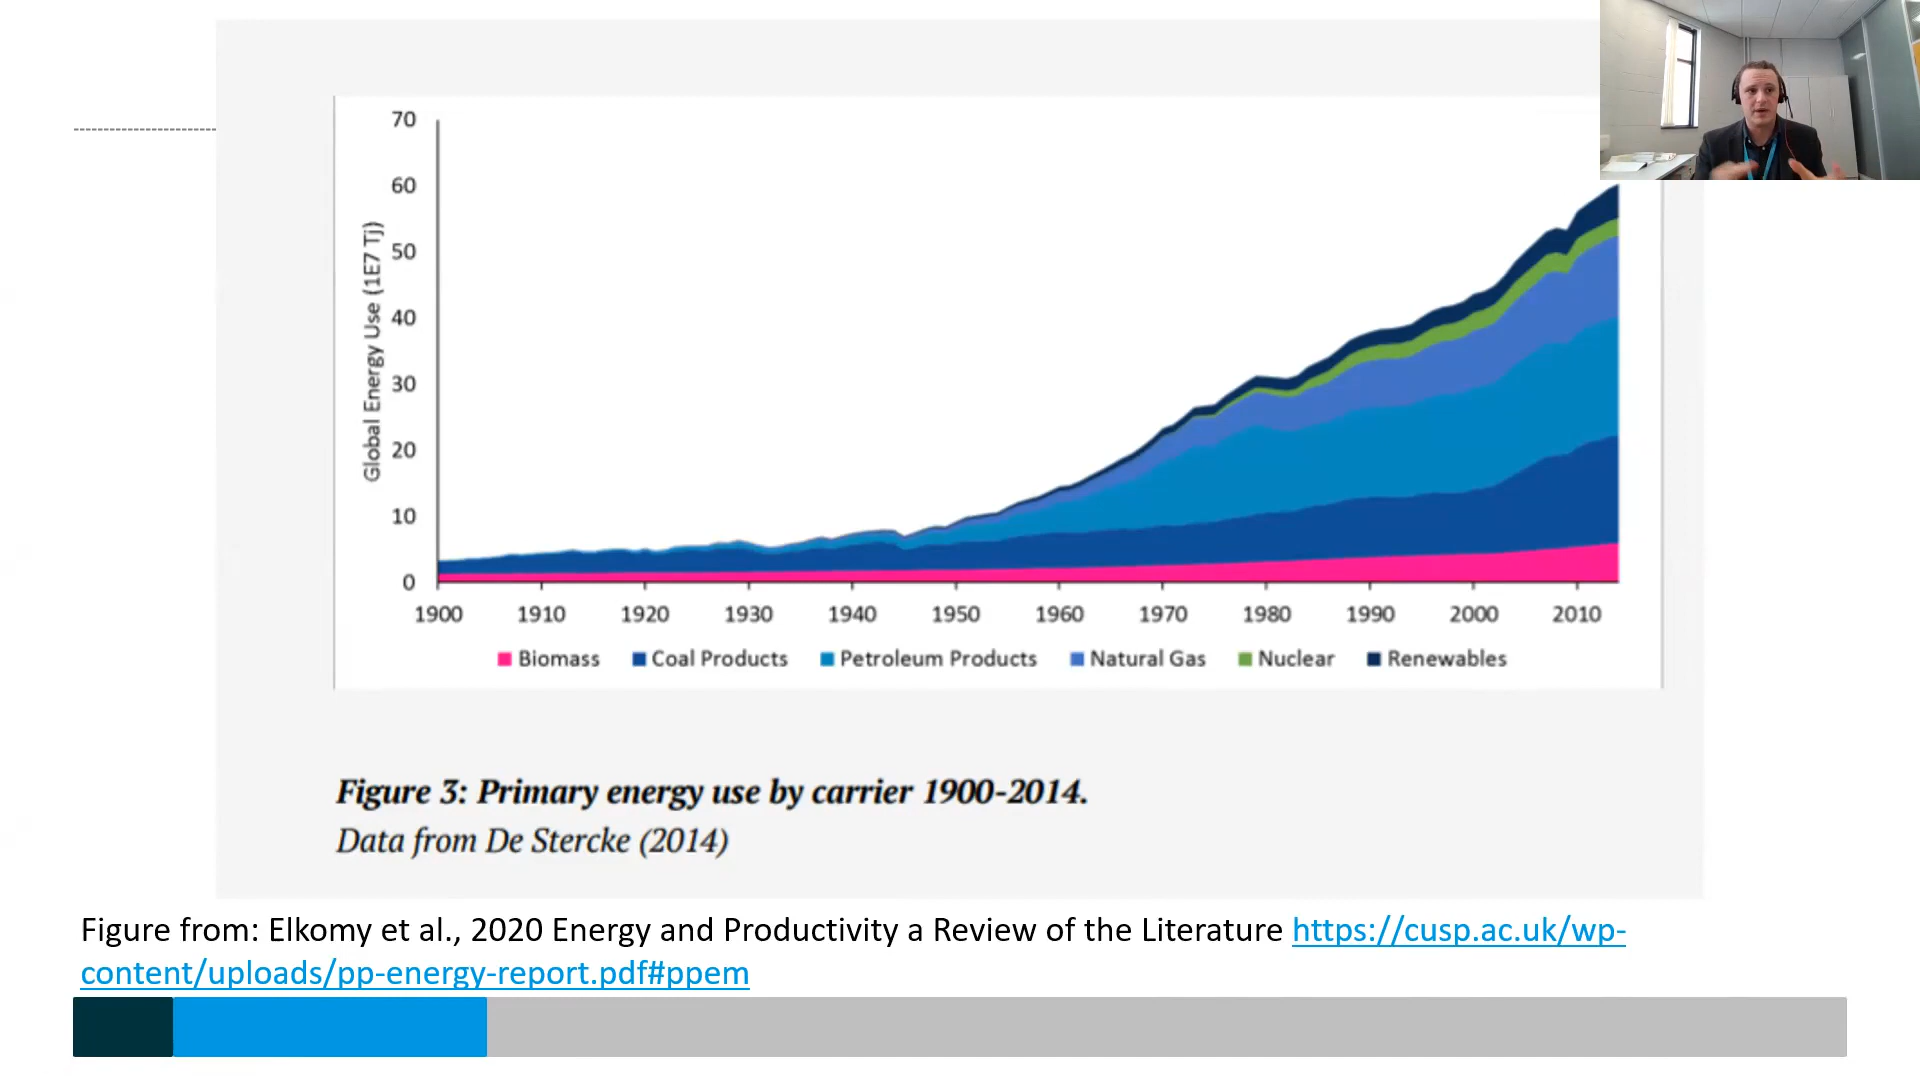 70
60
50
40
30
20
10
0
Global Energy Use (1E7 Tj)
1900 1910 1920 1930 1940 1950 1960 1970 1980 1990 2000 2010
Biomass Coal Products Petroleum Products Natural Gas Nuclear Renewables
Figure 3: Primary energy use by carrier 1900-2014.
Data from De Stercke (2014)
Figure from: Elkomy et al., 2020 Energy and Productivity a Review of the Literature https://cusp.ac.uk/wp-
content/uploads/pp-energy-report.pdf#ppem